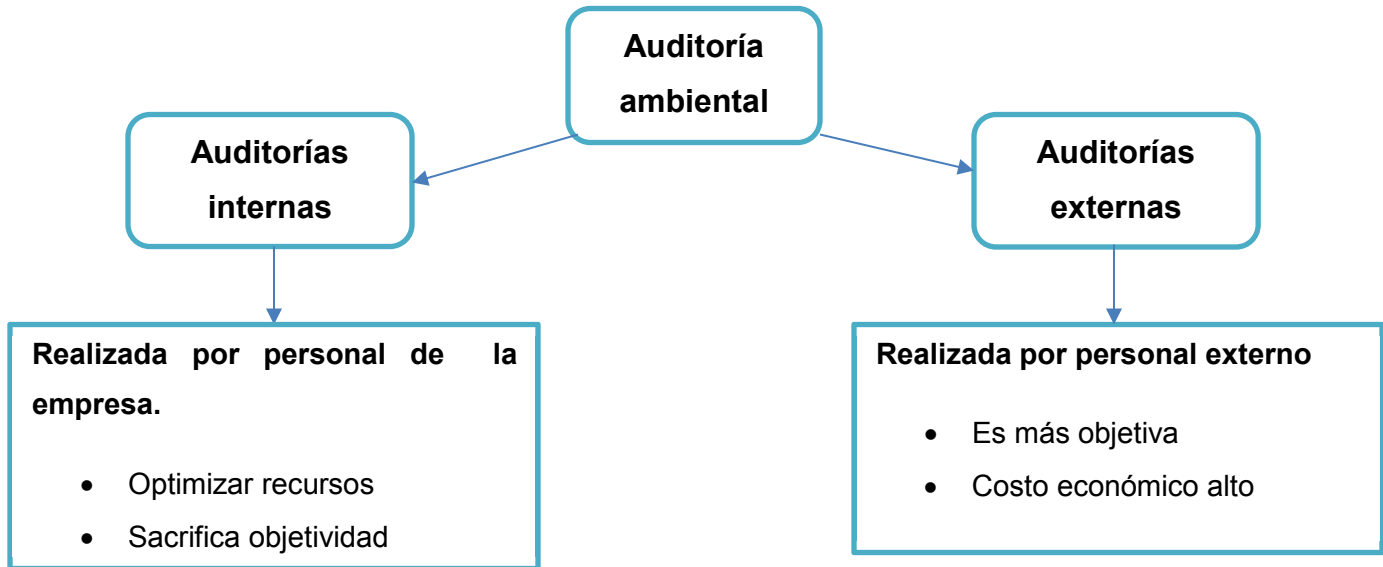 Auditoría
ambiental
Auditorías
internas
Auditorías
externas
Realizada por personal de la
empresa.
• Optimizar recursos
• Sacrifica objetividad
Realizada por personal externo
• Es más objetiva
• Costo económico alto